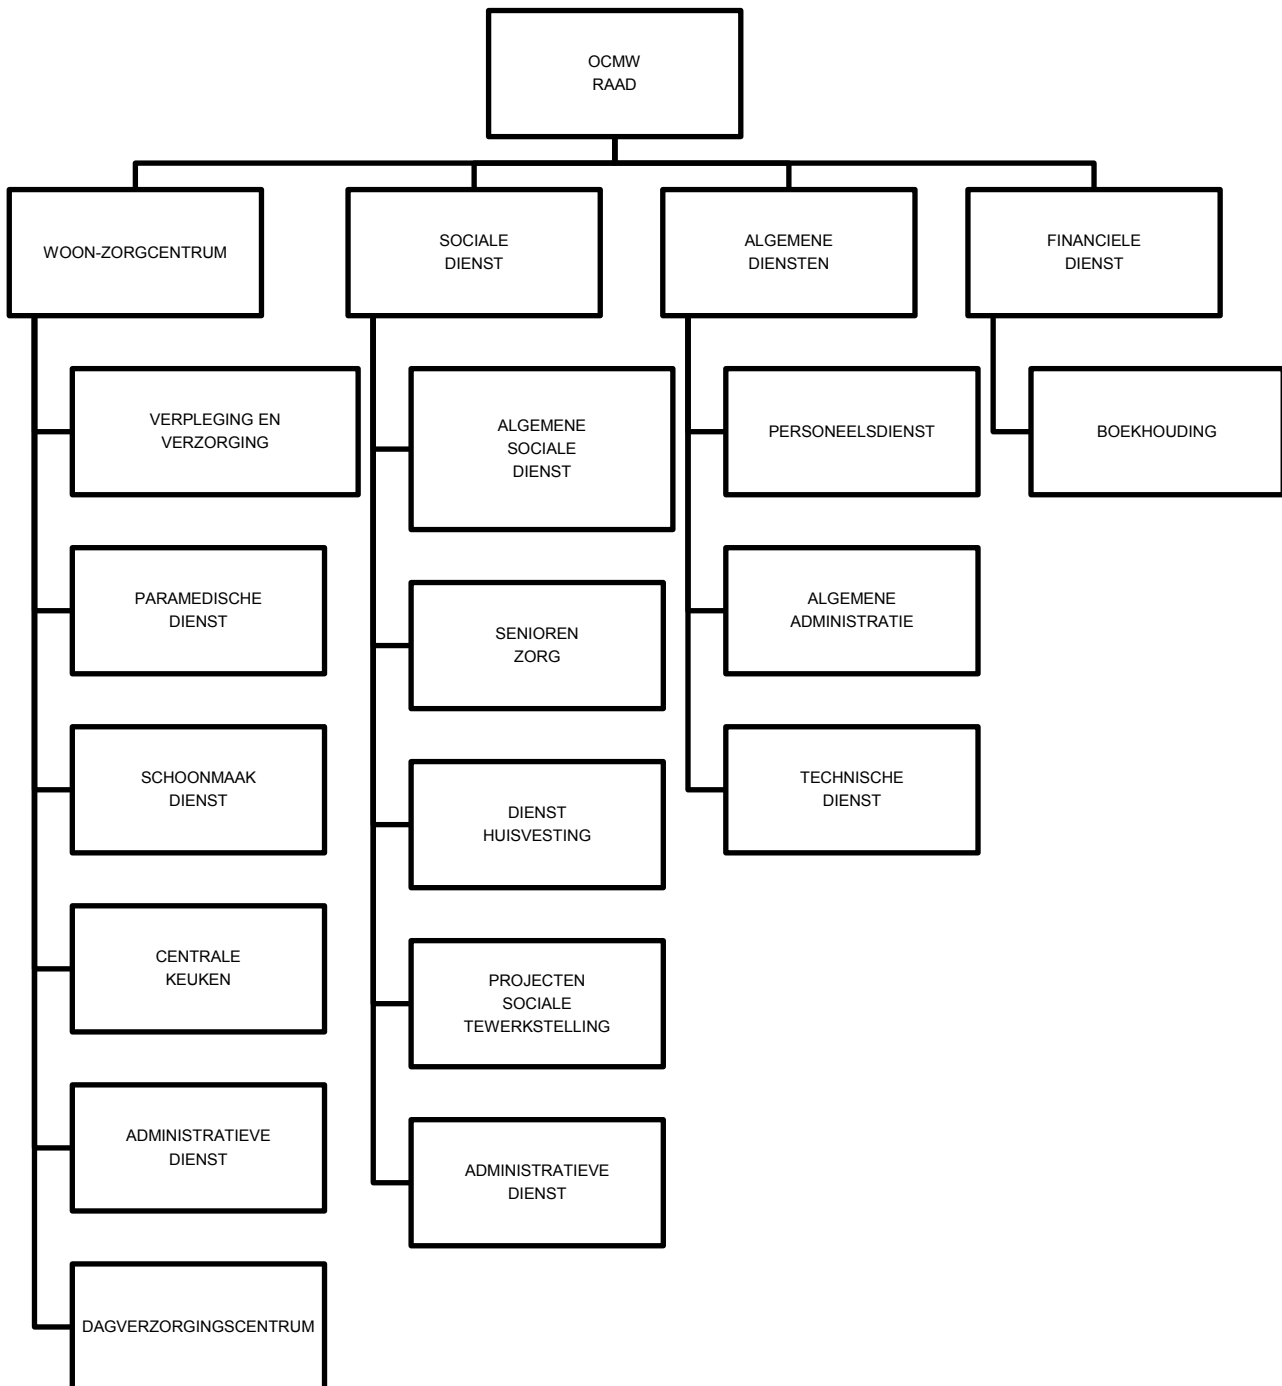 OCMW
RAAD
WOON-ZORGCENTRUM
SOCIALE
DIENST
ALGEMENE
DIENSTEN
FINANCIELE
DIENST
VERPLEGING EN
VERZORGING
PARAMEDISCHE
DIENST
SCHOONMAAK
DIENST
CENTRALE
KEUKEN
ADMINISTRATIEVE
DIENST
DAGVERZORGINGSCENTRUM
ALGEMENE
SOCIALE
DIENST
SENIOREN
ZORG
DIENST
HUISVESTING
PROJECTEN
SOCIALE
TEWERKSTELLING
ADMINISTRATIEVE
DIENST
PERSONEELSDIENST
ALGEMENE
ADMINISTRATIE
TECHNISCHE
DIENST
BOEKHOUDING